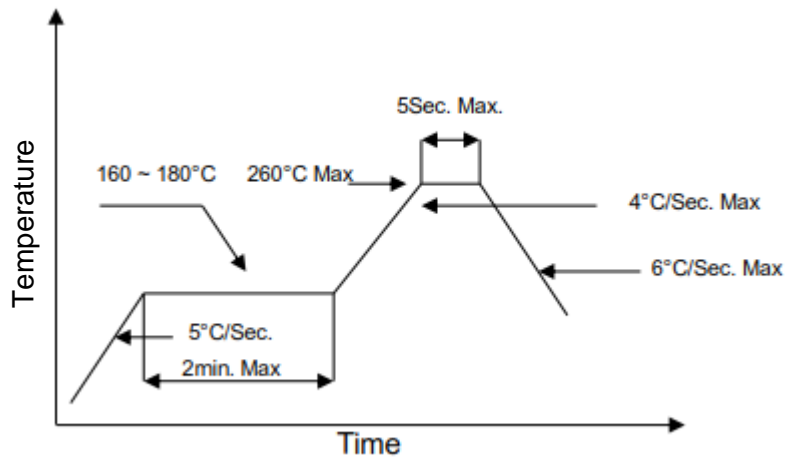 5Sec. Max.
160 ~ 180°C
260°C Max
4°C/Sec. Max
6°C/Sec. Max
5°C/Sec.
2min. Max
Temperature
Time